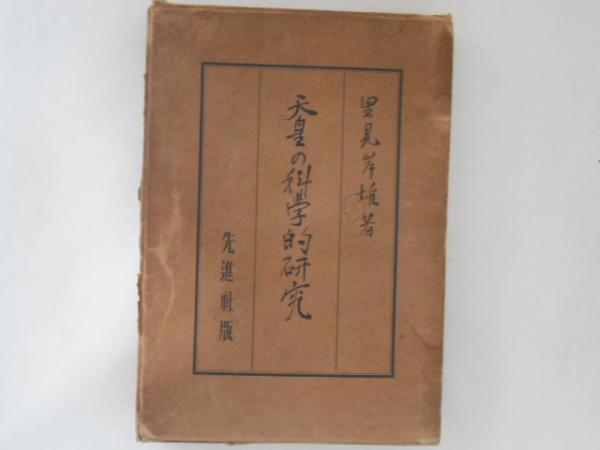 里見岸雄著
天皇の科学的研究
先進社版